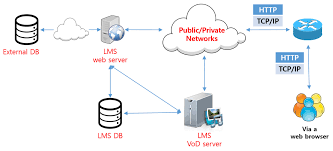 Public/Private
Networks
HTTP
TCP/IP
External DB
LMS
web server
HTTP
TCP/IP
LMS DB
LMS
VoD server
Via a
web browser